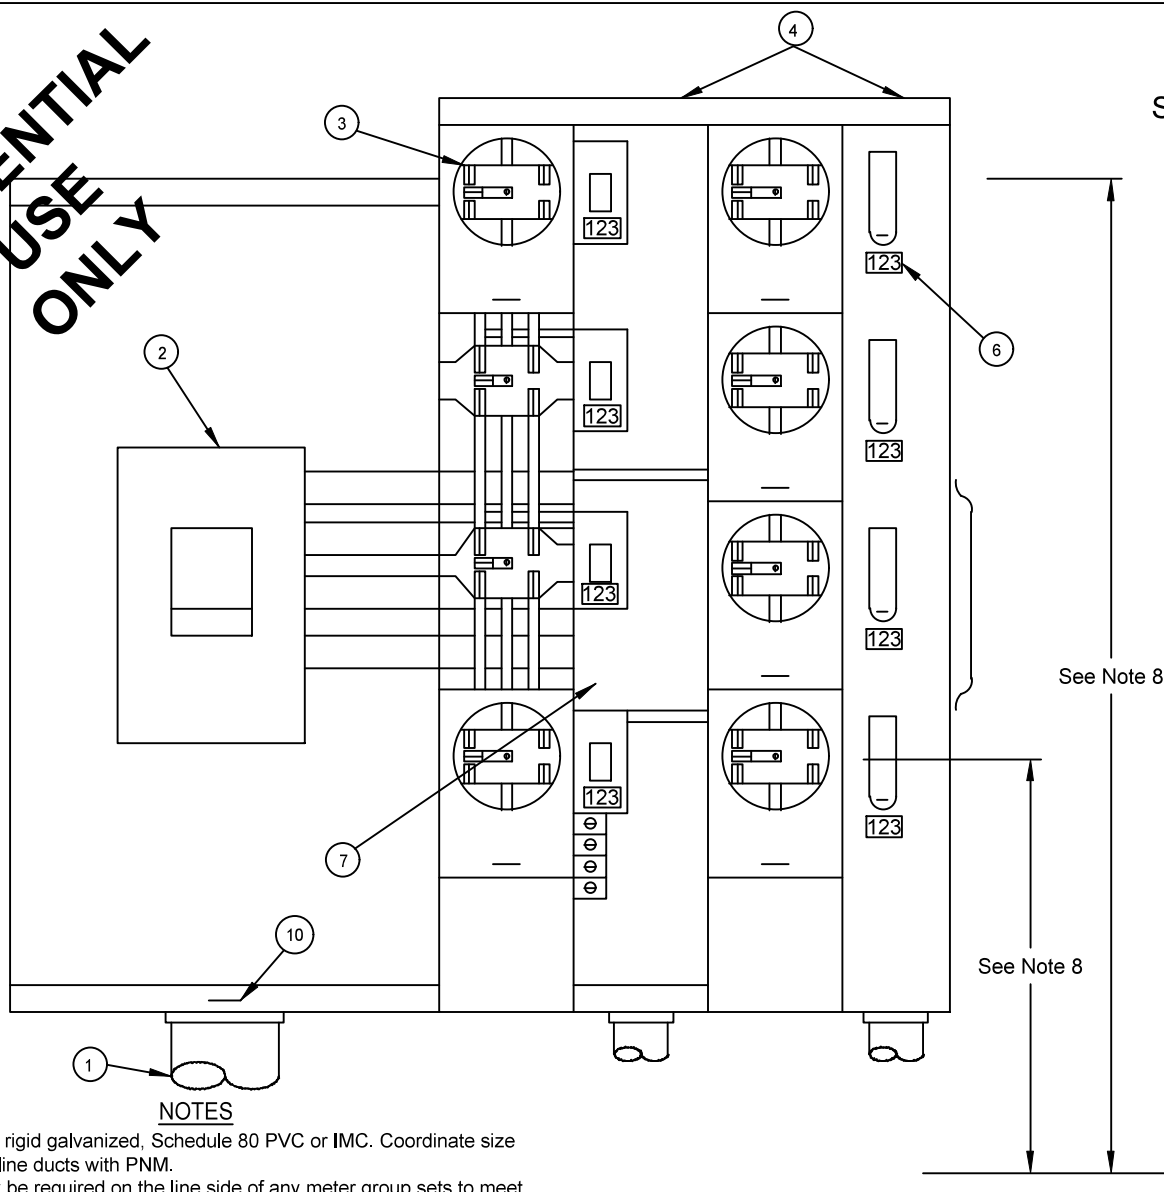 ENTIAL
USE
ONLY
4
S
3
123
123
6
2
123
123
123
123
See Note 8
123
123
7
10
See Note 8
1
NOTES
rigid galvanized, Schedule 80 PVC or IMC. Coordinate size
line ducts with PNM.
be required on the line side of any meter group sets to meet